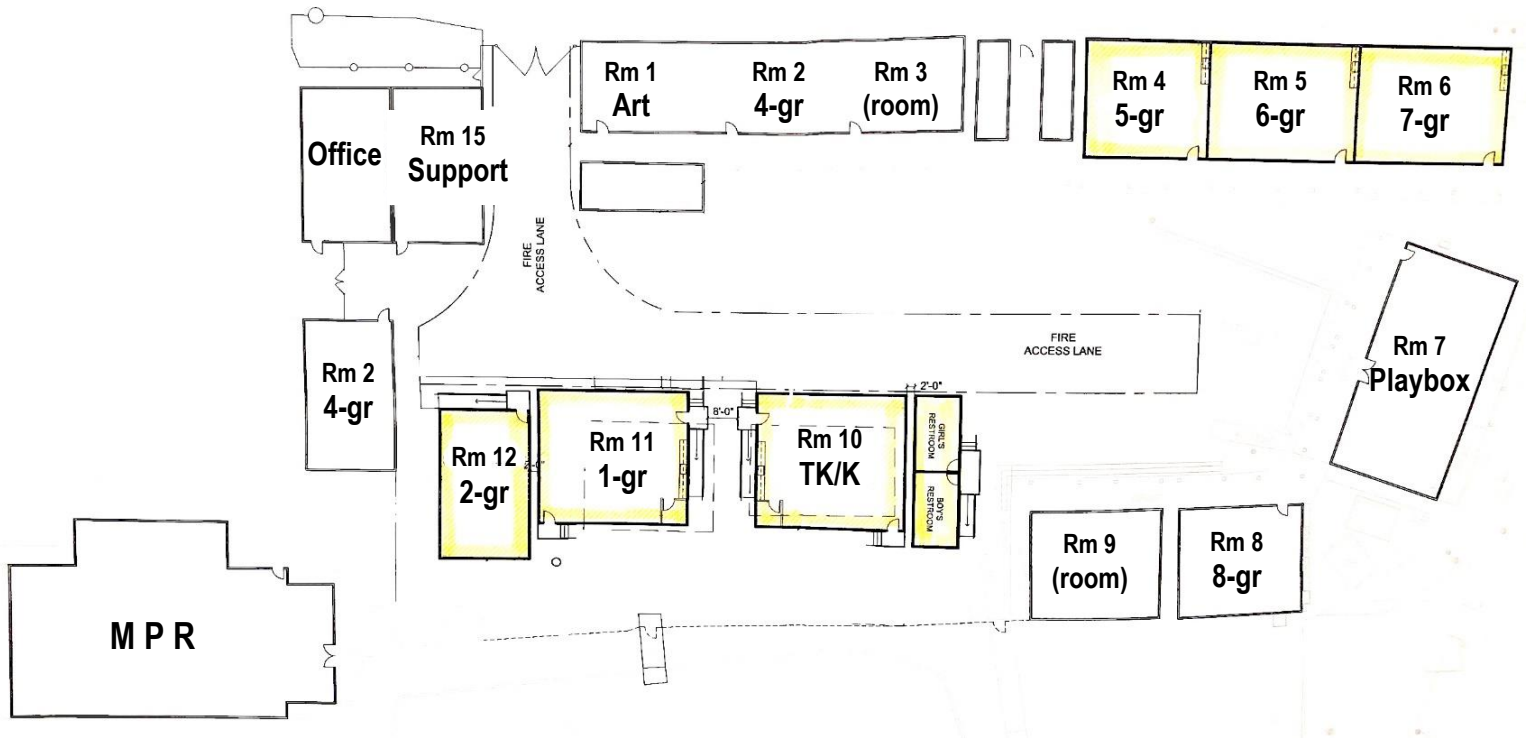 Rm 1
Art
Rm 2
4-gr
Rm 3
(room)
Rm 4
5-gr
Rm 5
6-gr
Rm 6
7-gr
Office
Rm 15
Support
FIRE
ACCESS LANE
FIRE
ACCESS LANE
Rm 7
Playbox
Rm 2
4-gr
2'-0"
8'-0"
Rm 12
2-gr
Rm 11
1-gr
Rm 10
TK/K
GIRL'S
RESTROOM
BOY'S
RESTROOM
Rm 9
(room)
Rm 8
8-gr
M P R